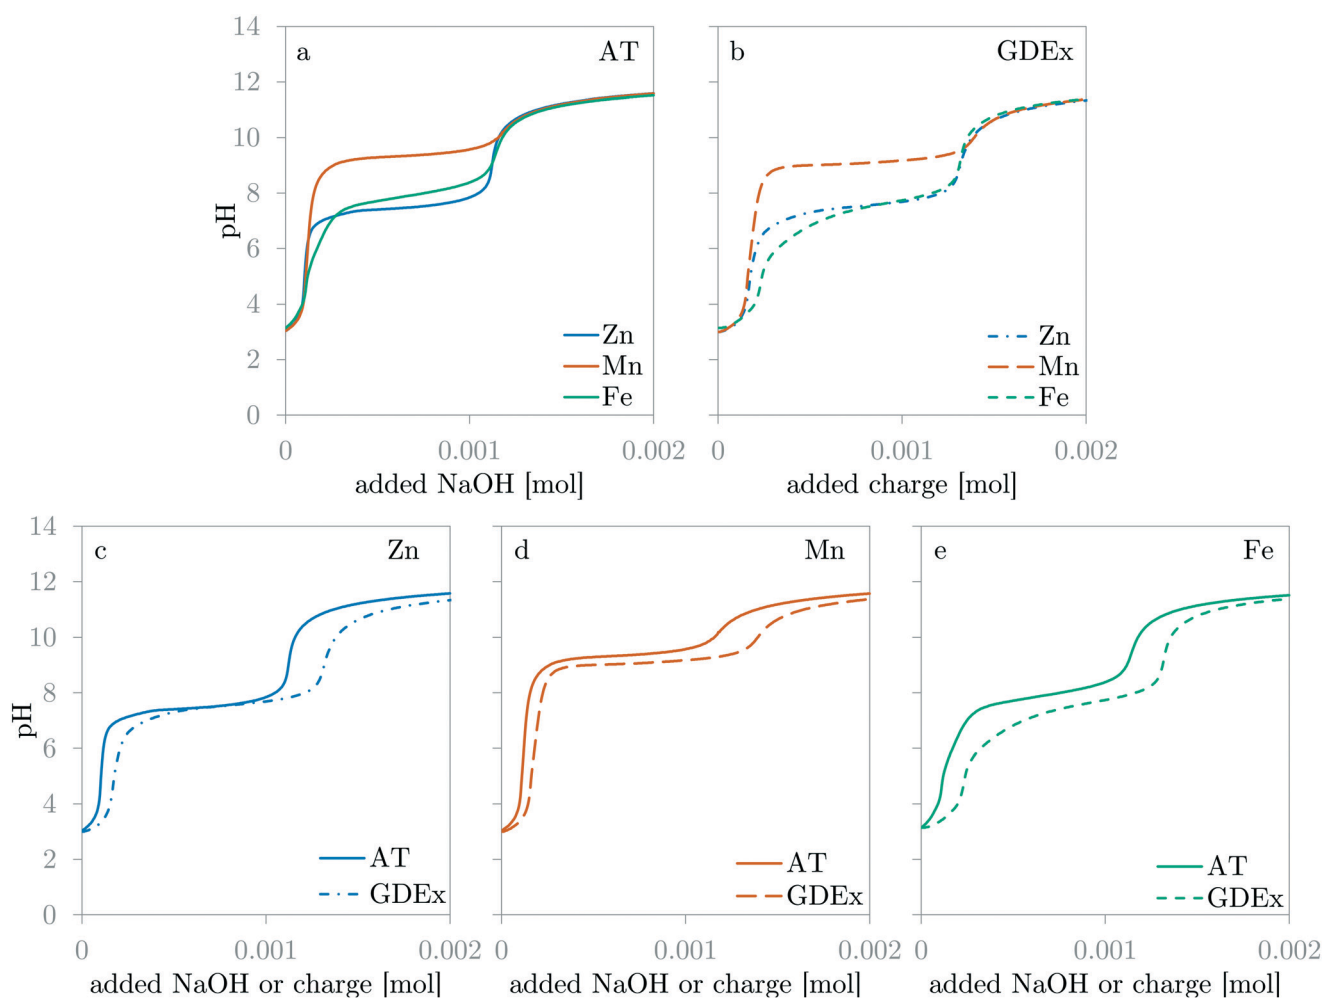 a AT
b GDEx
14
12
10
8
6
4
2
0
pH
Zn
Mn
Fe
Zn
Mn
Fe
0 0.001 0.002
0 0.001 0.002
added NaOH [mol]
added charge [mol]
c Zn
d Mn
e Fe
14
12
10
8
6
4
2
0
pH
AT
GDEx
AT
GDEx
AT
GDEx
0 0.001 0.002
0 0.001 0.002
0 0.001 0.002
added NaOH or charge [mol]
added NaOH or charge [mol]
added NaOH or charge [mol]